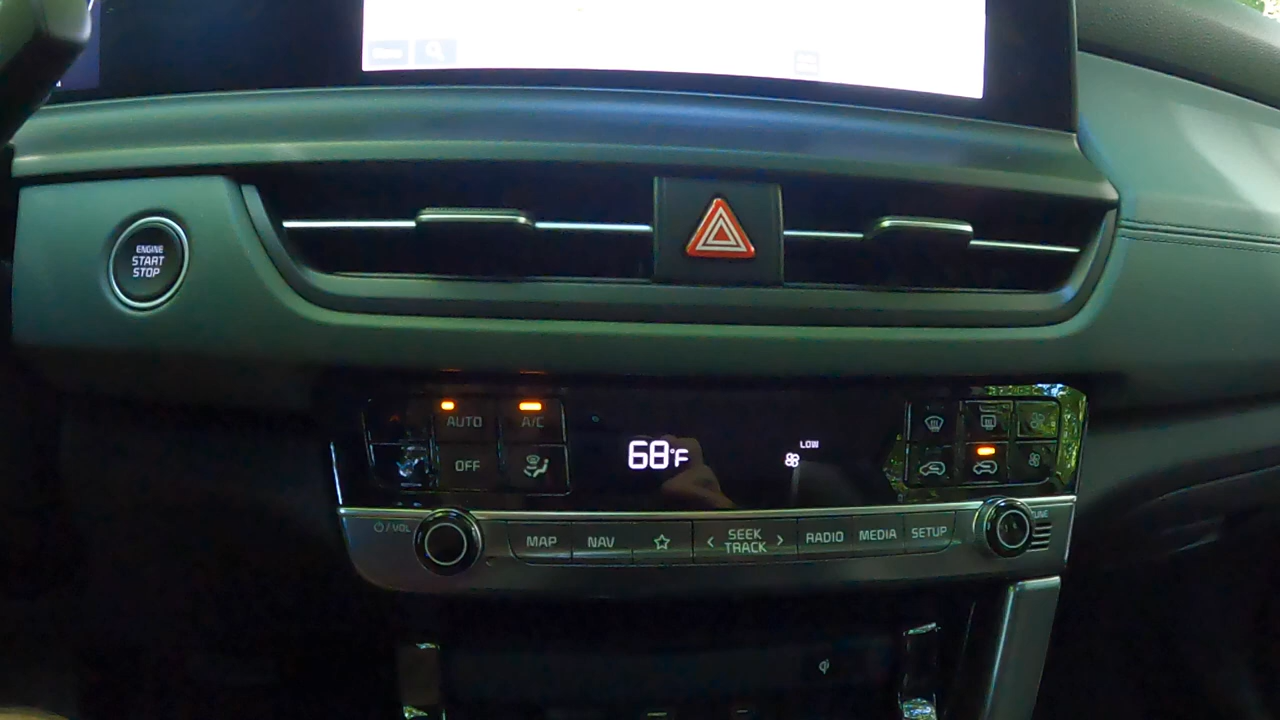 ENGINE
START
STOP
AUTO
A/C
OFF
68°F
LOW
/ VOL
MAP
NAV
SEEK
TRACK
RADIO
MEDIA
SETUP
TUNE